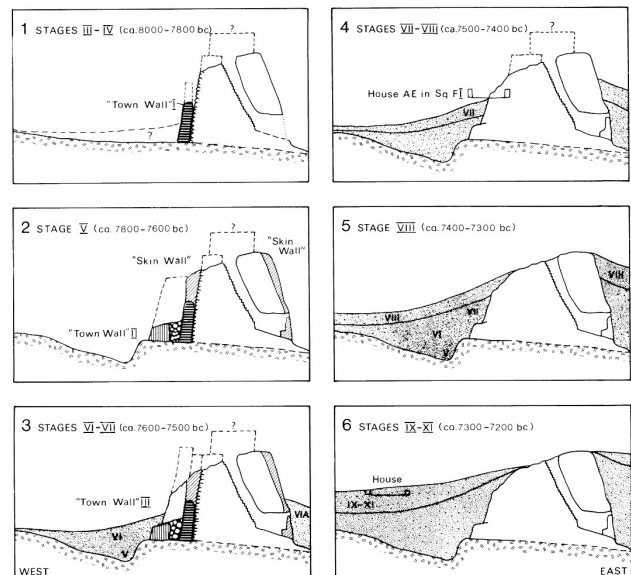 1 STAGES III - IV (ca. 8000-7800 bc)
?
"Town Wall" I
?
2 STAGE V (ca. 7800-7600 bc)
?
"Skin Wall"
"Skin Wall"
"Town Wall" II
3 STAGES VI - VII (ca. 7600-7500 bc)
?
"Town Wall" III
VI
V
VIA
WEST
4 STAGES VII - VIII (ca. 7500-7400 bc)
?
House AE in Sq FI
VII
5 STAGE VIII (ca. 7400-7300 bc)
VIII
VIII
VII
VI
V
6 STAGES IX - XI (ca. 7300-7200 bc)
House
IX-XI
EAST